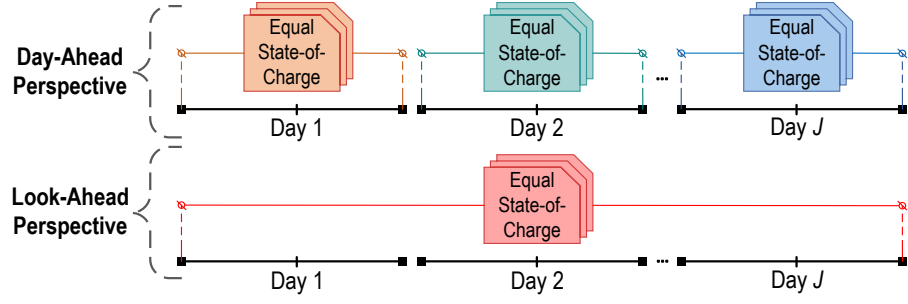 Day-Ahead
Perspective
Equal
State-of-
Charge
Equal
State-of-
Charge
...
Equal
State-of-
Charge
Day 1
Day 2
Day J
Look-Ahead
Perspective
Equal
State-of-
Charge
...
Day 1
Day 2
Day J